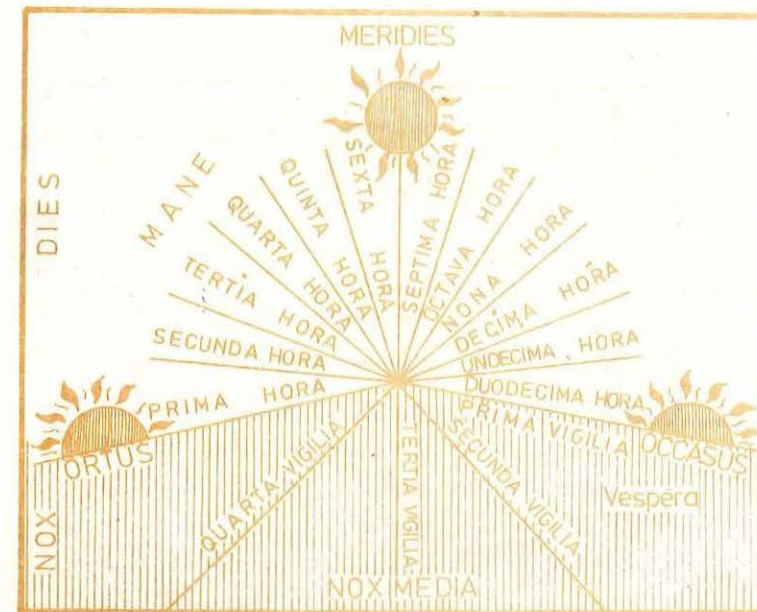 MERIDIES
DIES
MANE
PRIMA HORA
SECUNDA HORA
TERTIA HORA
QUARTA HORA
QUINTA HORA
SEXTA HORA
SEPTIMA HORA
OCTAVA HORA
NONA HORA
DECIMA HORA
UNDECIMA HORA
DUODECIMA HORA
ORTUS
OCCASUS
PRIMA VIGILIA
SECUNDA VIGILIA
TERTIA VIGILIA
QUARTA VIGILIA
Vespéra
NOX
NOX MEDIA